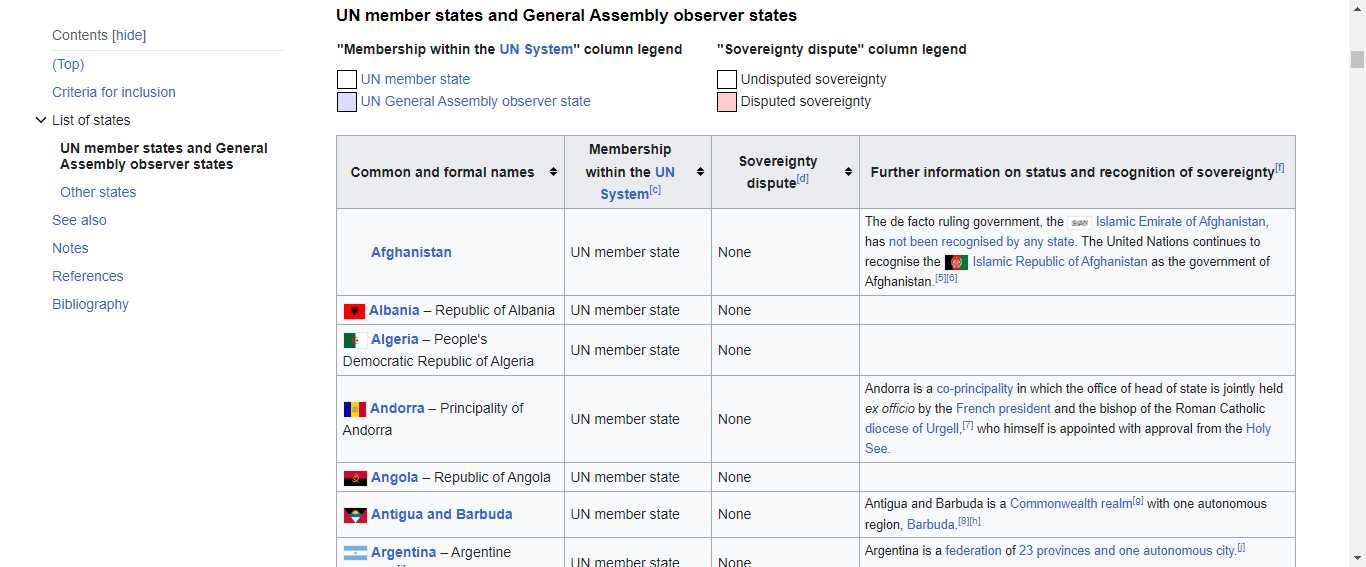 Contents [hide]
(Top)
Criteria for inclusion
List of states
UN member states and General
Assembly observer states
Other states
See also
Notes
References
Bibliography
UN member states and General Assembly observer states
"Membership within the UN System" column legend
UN member state
UN General Assembly observer state
"Sovereignty dispute" column legend
Undisputed sovereignty
Disputed sovereignty
Common and formal names
Membership
within the UN
System[c]
Sovereignty
dispute[d]
Further information on status and recognition of sovereignty[f]
Afghanistan
UN member state
None
The de facto ruling government, the Islamic Emirate of Afghanistan,
has not been recognised by any state. The United Nations continues to
recognise the Islamic Republic of Afghanistan as the government of
Afghanistan.[5][6]
Albania – Republic of Albania
UN member state
None
Algeria – People's
Democratic Republic of Algeria
UN member state
None
Andorra – Principality of
Andorra
UN member state
None
Andorra is a co-principality in which the office of head of state is jointly held
ex officio by the French president and the bishop of the Roman Catholic
diocese of Urgell,[7] who himself is appointed with approval from the Holy
See.
Angola – Republic of Angola
UN member state
None
Antigua and Barbuda
UN member state
None
Antigua and Barbuda is a Commonwealth realm[g] with one autonomous
region, Barbuda.[8][h]
Argentina – Argentine
UN member state
None
Argentina is a federation of 23 provinces and one autonomous city.[j]